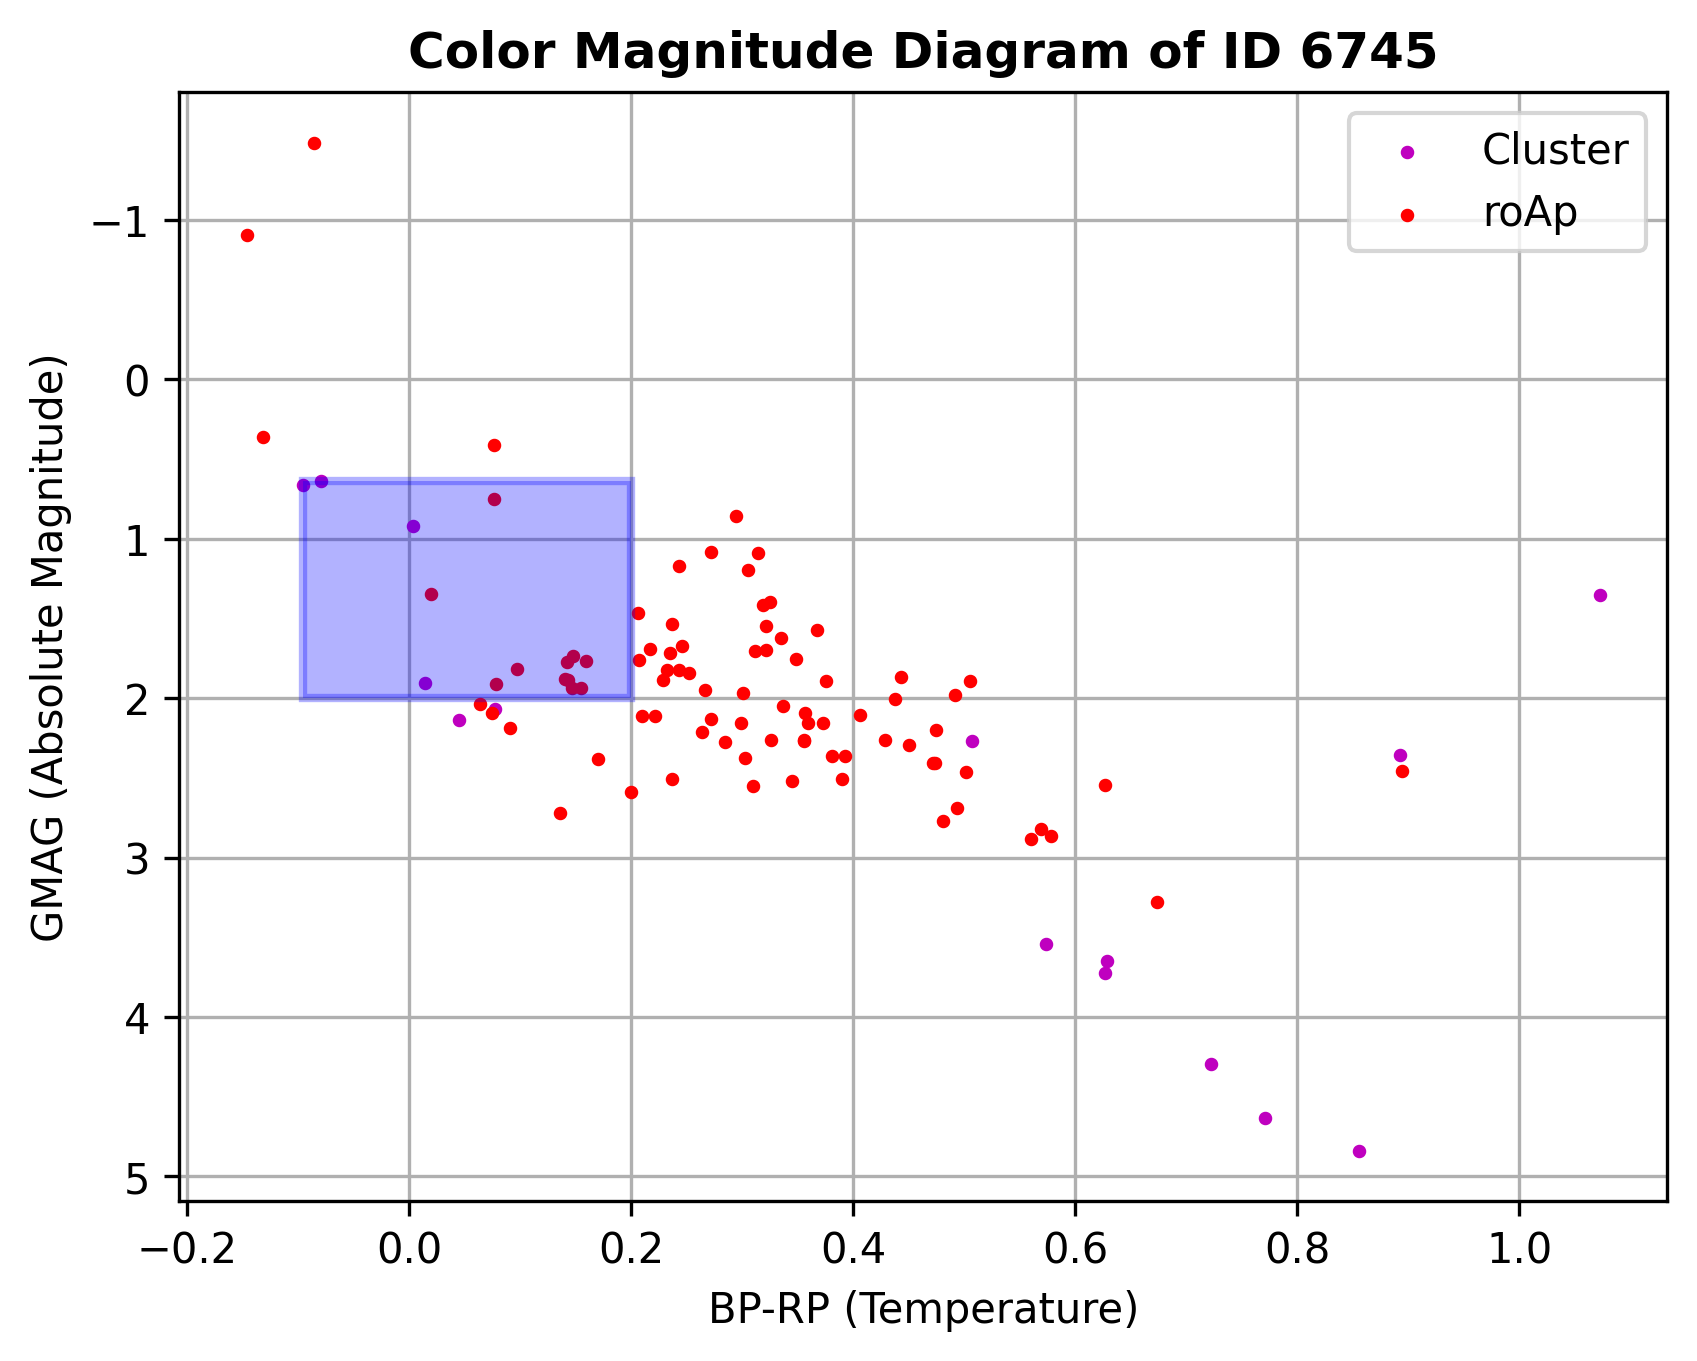 Color Magnitude Diagram of ID 6745
Cluster
roAp
GMAG (Absolute Magnitude)
−1
0
1
2
3
4
5
−0.2 0.0 0.2 0.4 0.6 0.8 1.0
BP-RP (Temperature)